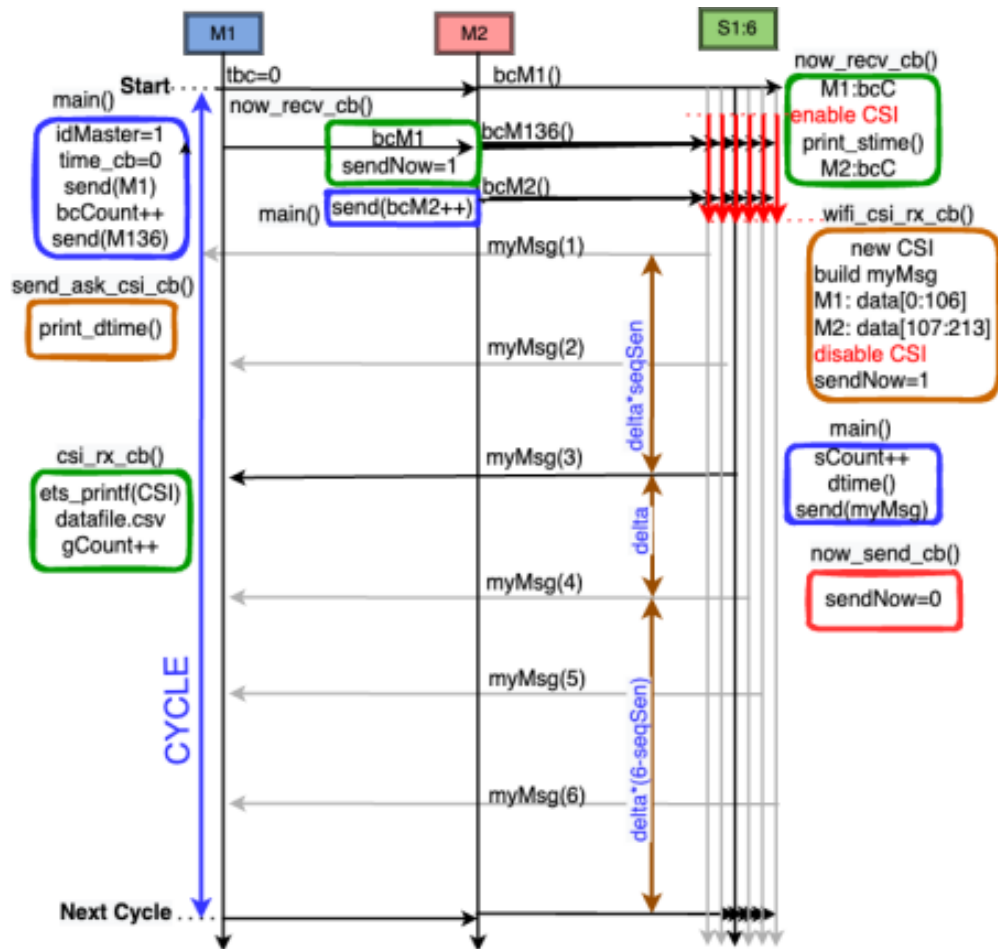 M1
M2
S1:6
Start
tbc=0
bcM1()
now_recv_cb()
M1:bcC
enable CSI
print_stime()
M2:bcC
main()
idMaster=1
time_cb=0
send(M1)
bcCount++
send(M136)
now_recv_cb()
bcM1
sendNow=1
bcM136()
bcM2()
main()
send(bcM2++)
wifi_csi_rx_cb()
new CSI
build myMsg
M1: data[0:106]
M2: data[107:213]
disable CSI
sendNow=1
myMsg(1)
send_ask_csi_cb()
print_dtime()
myMsg(2)
delta*seqSen
main()
sCount++
dtime()
send(myMsg)
csi_rx_cb()
ets_printf(CSI)
datafile.csv
gCount++
myMsg(3)
delta
now_send_cb()
sendNow=0
myMsg(4)
CYCLE
myMsg(5)
delta*(6-seqSen)
myMsg(6)
Next Cycle